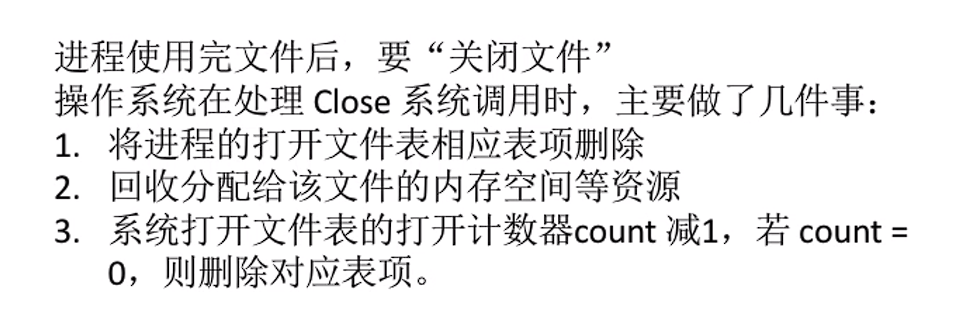 进程使用完文件后，要“关闭文件”
操作系统在处理 Close 系统调用时，主要做了几件事：
1. 将进程的打开文件表相应表项删除
2. 回收分配给该文件的内存空间等资源
3. 系统打开文件表的打开计数器count 减1，若 count =
0，则删除对应表项。